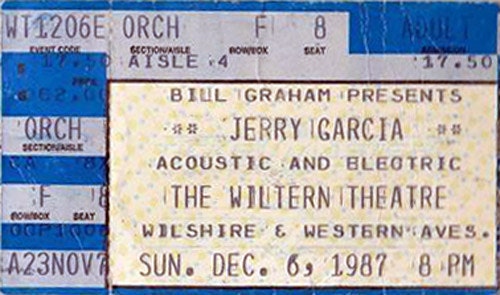 WT1206E ORCH F 8 ADULT
EVENT CODE SECTION/AISLE ROW/BOX SEAT ADMISSION
17.50 AISLE 4 17.50
BILL GRAHAM PRESENTS
ORCH ** JERRY GARCIA **
SECTION/AISLE
ACOUSTIC AND ELECTRIC
F 8 THE WILTERN THEATRE
ROW/BOX SEAT
WILSHIRE & WESTERN AVES.
A23NOV7 SUN. DEC. 6, 1987 8 PM